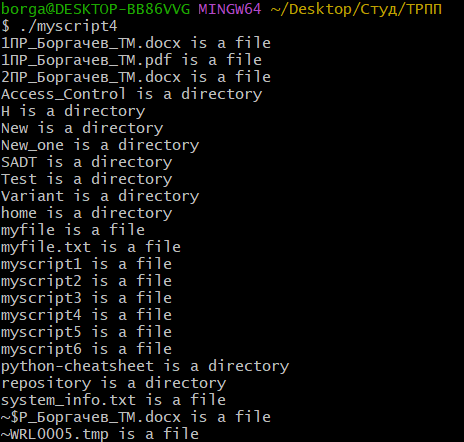 borga@DESKTOP-BB86VVG MINGW64 ~/Desktop/Студ/ТРПП
$ ./myscript4
1ПР_Боргачев_ТМ.docx is a file
1ПР_Боргачев_ТМ.pdf is a file
2ПР_Боргачев_ТМ.docx is a file
Access_Control is a directory
H is a directory
New is a directory
New_one is a directory
SADT is a directory
Test is a directory
Variant is a directory
home is a directory
myfile is a file
myfile.txt is a file
myscript1 is a file
myscript2 is a file
myscript3 is a file
myscript4 is a file
myscript5 is a file
myscript6 is a file
python-cheatsheet is a directory
repository is a directory
system_info.txt is a file
~$Р_Боргачев_ТМ.docx is a file
~WRL0005.tmp is a file